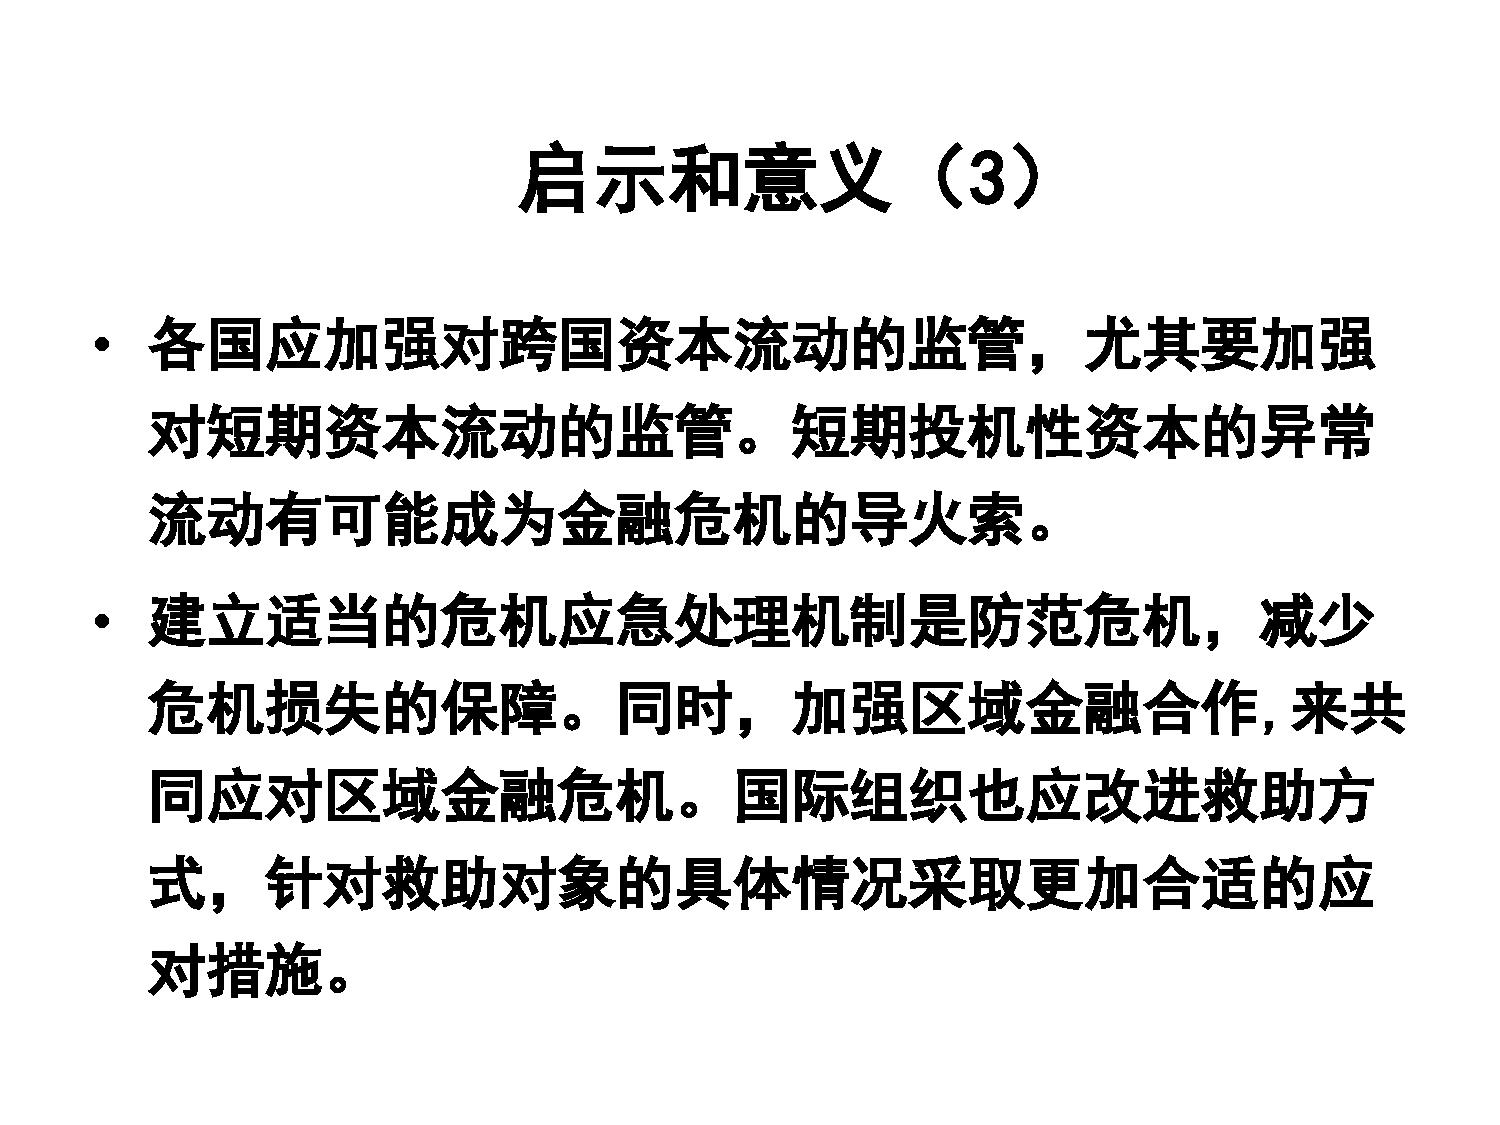 启示和意义（3）
• 各国应加强对跨国资本流动的监管，尤其要加强
对短期资本流动的监管。短期投机性资本的异常
流动有可能成为金融危机的导火索。
• 建立适当的危机应急处理机制是防范危机，减少
危机损失的保障。同时，加强区域金融合作,来共
同应对区域金融危机。国际组织也应改进救助方
式，针对救助对象的具体情况采取更加合适的应
对措施。